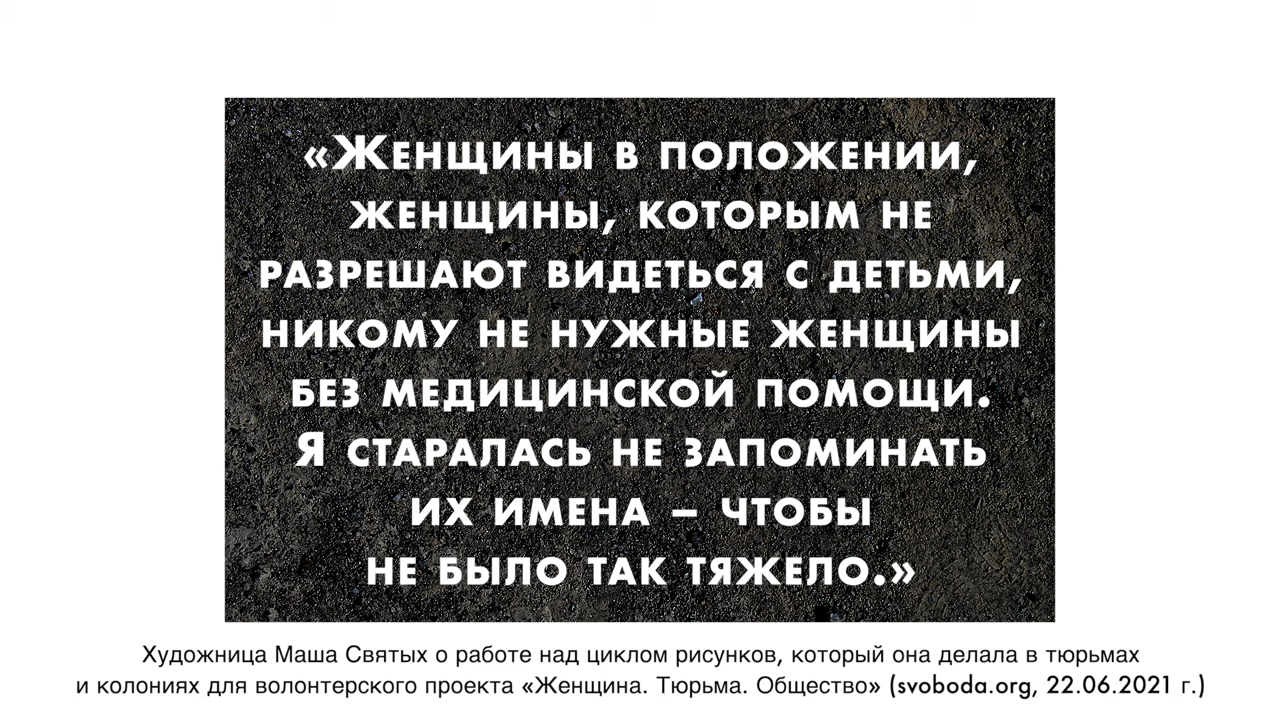 «Женщины в положении,
женщины, которым не
разрешают видеться с детьми,
никому не нужные женщины
без медицинской помощи.
Я старалась не запоминать
их имена – чтобы
не было так тяжело.»
Художница Маша Святых о работе над циклом рисунков, который она делала в тюрьмах
и колониях для волонтерского проекта «Женщина. Тюрьма. Общество» (svoboda.org, 22.06.2021 г.)